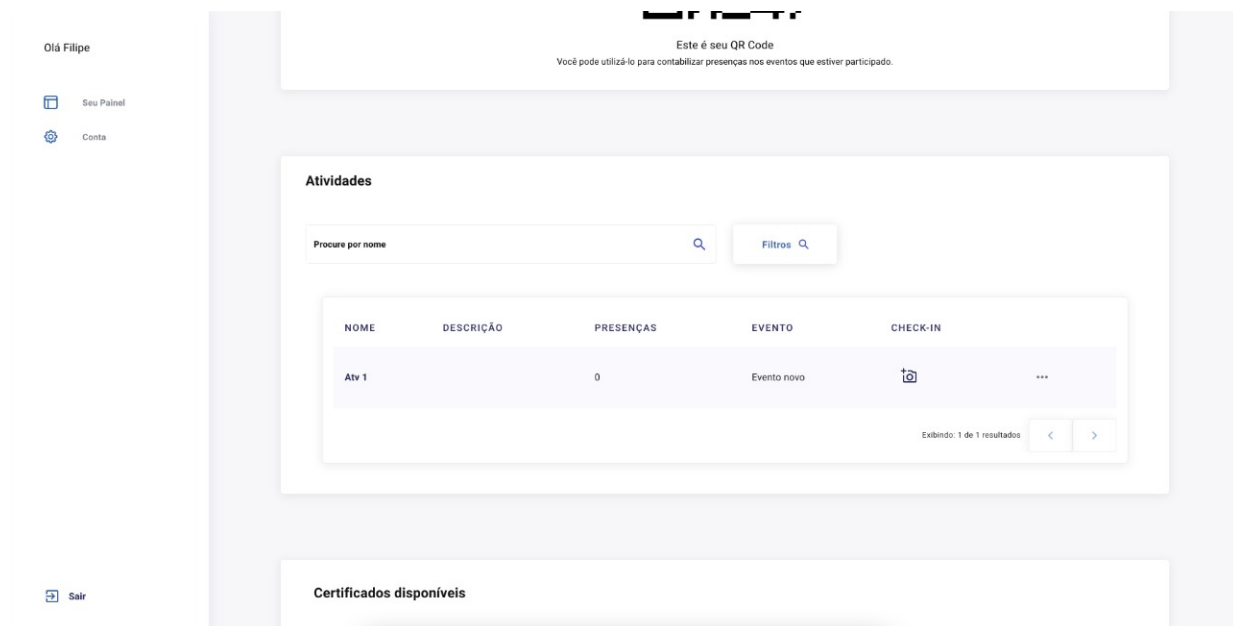 Olá Filipe
Seu Painel
Conta
Sair
Este é seu QR Code
Você pode utilizá-lo para contabilizar presenças nos eventos que estiver participado.
Atividades
Procure por nome
Filtros
NOME DESCRIÇÃO PRESENÇAS EVENTO CHECK-IN
Atv 1 0 Evento novo
Exibindo: 1 de 1 resultados
Certificados disponíveis